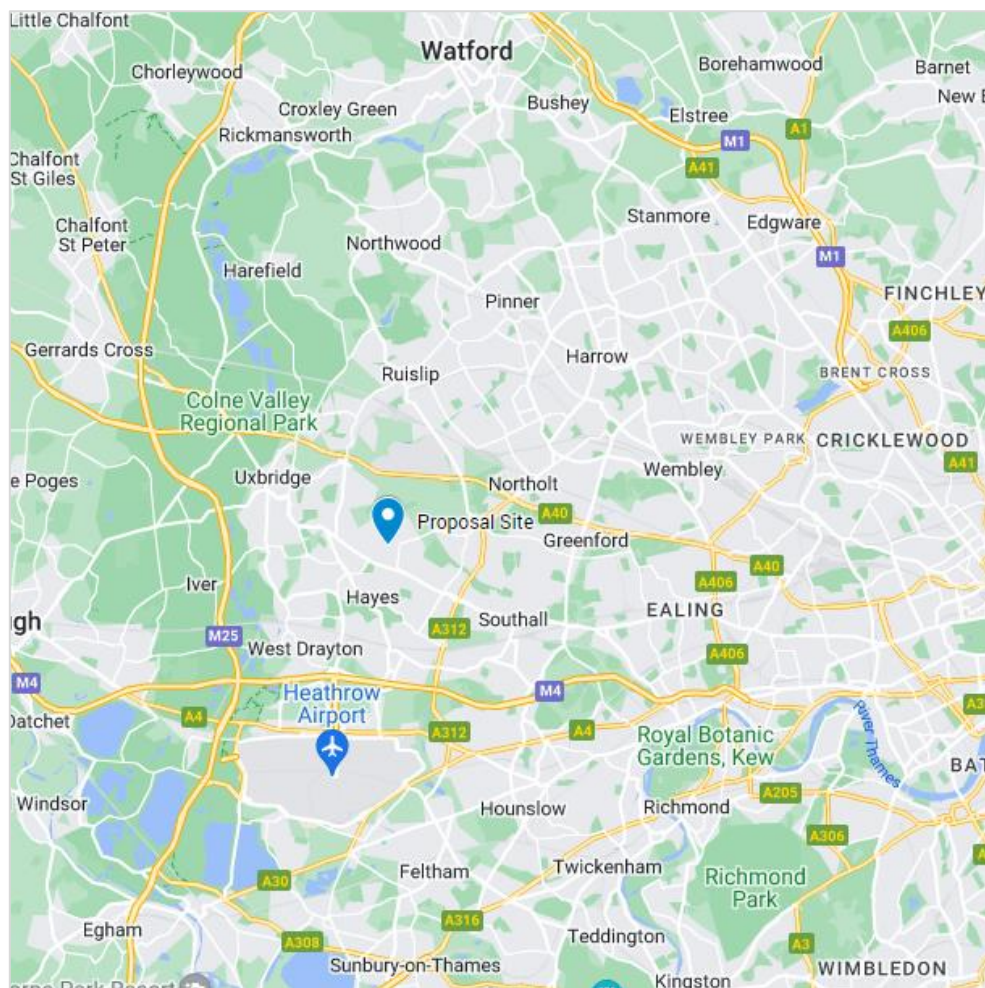 Little Chalfont
Watford
Borehamwood
Chorleywood
Barnet
Croxley Green
Bushey
New B
Elstree
Rickmansworth
A1
M1
Chalfont
St Giles
A41
Stanmore
Edgware
Chalfont
St Peter
Northwood
M1
Harefield
FINCHLEY
Pinner
A406
Gerrards Cross
Harrow
Ruislip
BRENT CROSS
Colne Valley
Regional Park
WEMBLEY PARK
CRICKLEWOOD
Uxbridge
Wembley
A41
e Poges
Northolt
A40
Proposal Site
Greenford
A40
A406
Iver
Hayes
EALING
Southall
gh
A312
M25
West Drayton
A406
M4
Heathrow
Airport
M4
A3
Datchet
A4
A312
A4
Royal Botanic
Gardens, Kew
River Thames
BAT
Windsor
Hounslow
Richmond
A205
A306
Feltham
Twickenham
A30
Richmond
Park
A316
Egham
Teddington
A308
A3
Sunbury-on-Thames
WIMBLEDON
Kingston